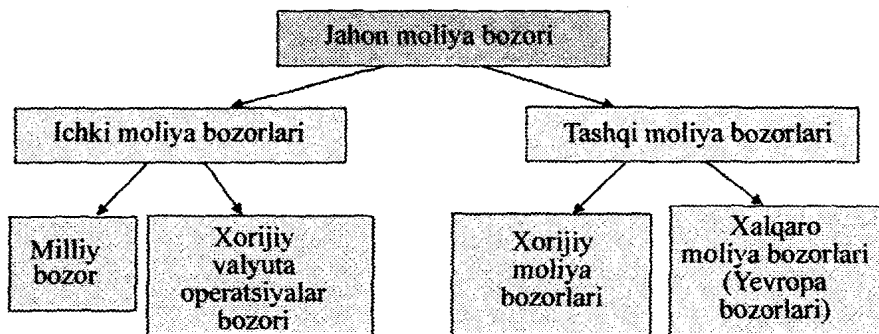 Jahon moliya bozori
Ichki moliya bozorlari
Tashqi moliya bozorlari
Milliy
bozor
Xorijiy
valyuta
operatsiyalar
bozori
Xorijiy
moliya
bozorlari
Xalqaro
moliya bozorlari
(Yevropa
bozorlari)